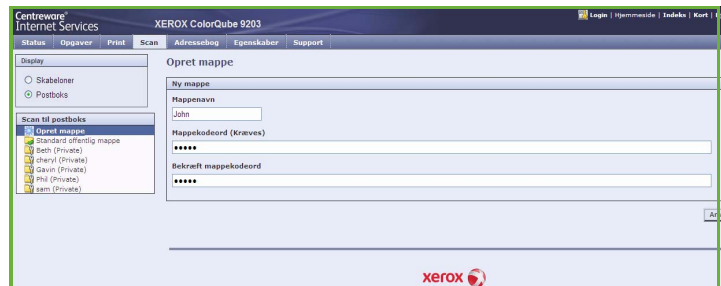 Centreware®
Internet Services
XEROX ColorQube 9203
Login | Hjemmeside | Indeks | Kort |
Status Opgaver Print Scan Adressebog Egenskaber Support
Display
Skabeloner
Postboks
Scan til postboks
Opret mappe
Standard offentlig mappe
Beth (Private)
cheryl (Private)
Gavin (Private)
Phil (Private)
sam (Private)
Opret mappe
Ny mappe
Mappenavn
John
Mappekodeord (Kræves)
•••••
Bekræft mappekodeord
•••••
xerox